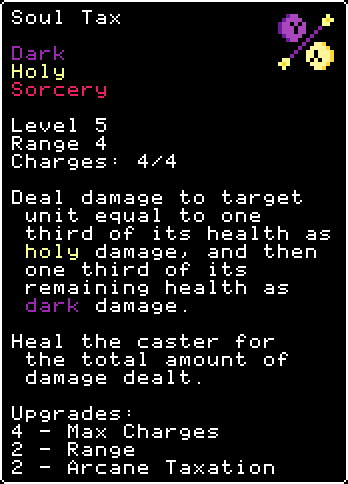 Soul Tax
Dark
Holy
Sorcery
Level 5
Range 4
Charges: 4/4
Deal damage to target
unit equal to one
third of its health as
holy damage, and then
one third of its
remaining health as
dark damage.
Heal the caster for
the total amount of
damage dealt.
Upgrades:
4 - Max Charges
2 - Range
2 - Arcane Taxation